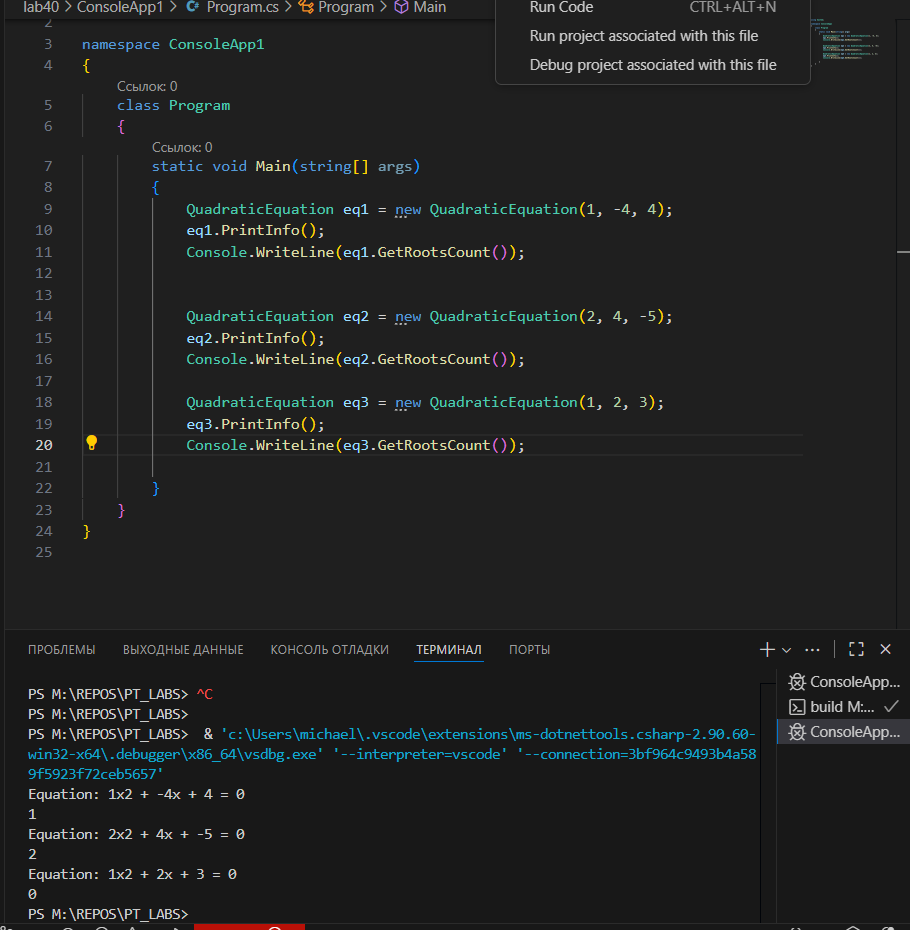 lab40 > ConsoleApp1 > C# Program.cs > Program > Main
Run Code CTRL+ALT+N
Run project associated with this file
Debug project associated with this file
2
3 namespace ConsoleApp1
4 {
Ссылок: 0
5 class Program
6 {
Ссылок: 0
7 static void Main(string[] args)
8 {
9 QuadraticEquation eq1 = new QuadraticEquation(1, -4, 4);
10 eq1.PrintInfo();
11 Console.WriteLine(eq1.GetRootsCount());
12
13
14 QuadraticEquation eq2 = new QuadraticEquation(2, 4, -5);
15 eq2.PrintInfo();
16 Console.WriteLine(eq2.GetRootsCount());
17
18 QuadraticEquation eq3 = new QuadraticEquation(1, 2, 3);
19 eq3.PrintInfo();
20 Console.WriteLine(eq3.GetRootsCount());
21
22 }
23 }
24 }
25
ПРОБЛЕМЫ ВЫХОДНЫЕ ДАННЫЕ КОНСОЛЬ ОТЛАДКИ ТЕРМИНАЛ ПОРТЫ
PS M:\REPOS\PT_LABS> ^C
PS M:\REPOS\PT_LABS>
PS M:\REPOS\PT_LABS> & 'c:\Users\michael\.vscode\extensions\ms-dotnettools.csharp-2.90.60-
win32-x64\.debugger\x86_64\vsdbg.exe' '--interpreter=vscode' '--connection=3bf964c9493b4a58
9f5923f72ceb5657'
Equation: 1x2 + -4x + 4 = 0
1
Equation: 2x2 + 4x + -5 = 0
2
Equation: 1x2 + 2x + 3 = 0
0
PS M:\REPOS\PT_LABS>
ConsoleApp...
build M:...
ConsoleApp...